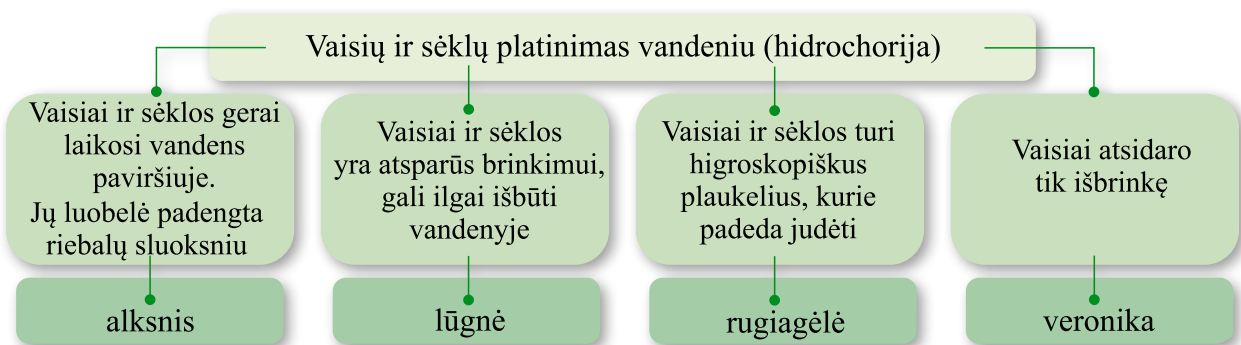 Vaisių ir sėklų platinimas vandeniu (hidrochorija)
Vaisiai ir sėklos gerai
laikosi vandens
paviršiuje.
Jų luobelė padengta
riebalų sluoksniu
alksnis
Vaisiai ir sėklos
yra atsparūs brinkimui,
gali ilgai išbūti
vandenyje
lūgnė
Vaisiai ir sėklos turi
higroskopiškus
plaukelius, kurie
padeda judėti
rugiagėlė
Vaisiai atsidaro
tik išbrinkę
veronika